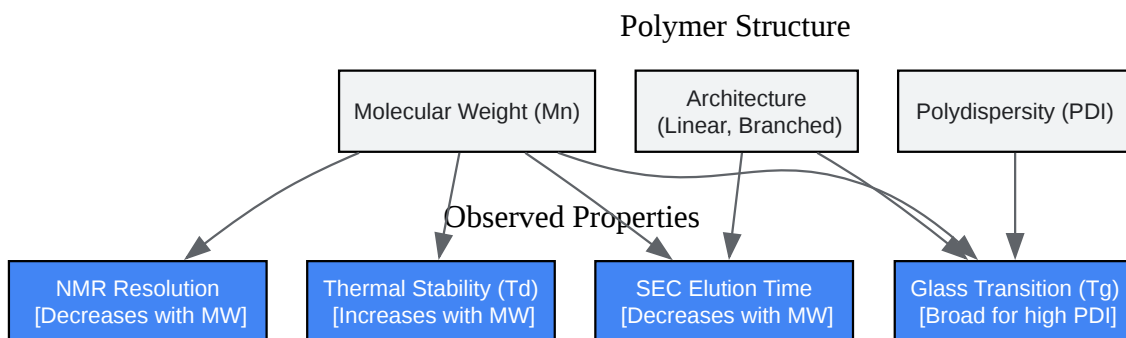 Polymer Structure
Molecular Weight (Mn)
Architecture
(Linear, Branched)
Polydispersity (PDI)
Observed Properties
NMR Resolution
[Decreases with MW]
Thermal Stability (Td)
[Increases with MW]
SEC Elution Time
[Decreases with MW]
Glass Transition (Tg)
[Broad for high PDI]